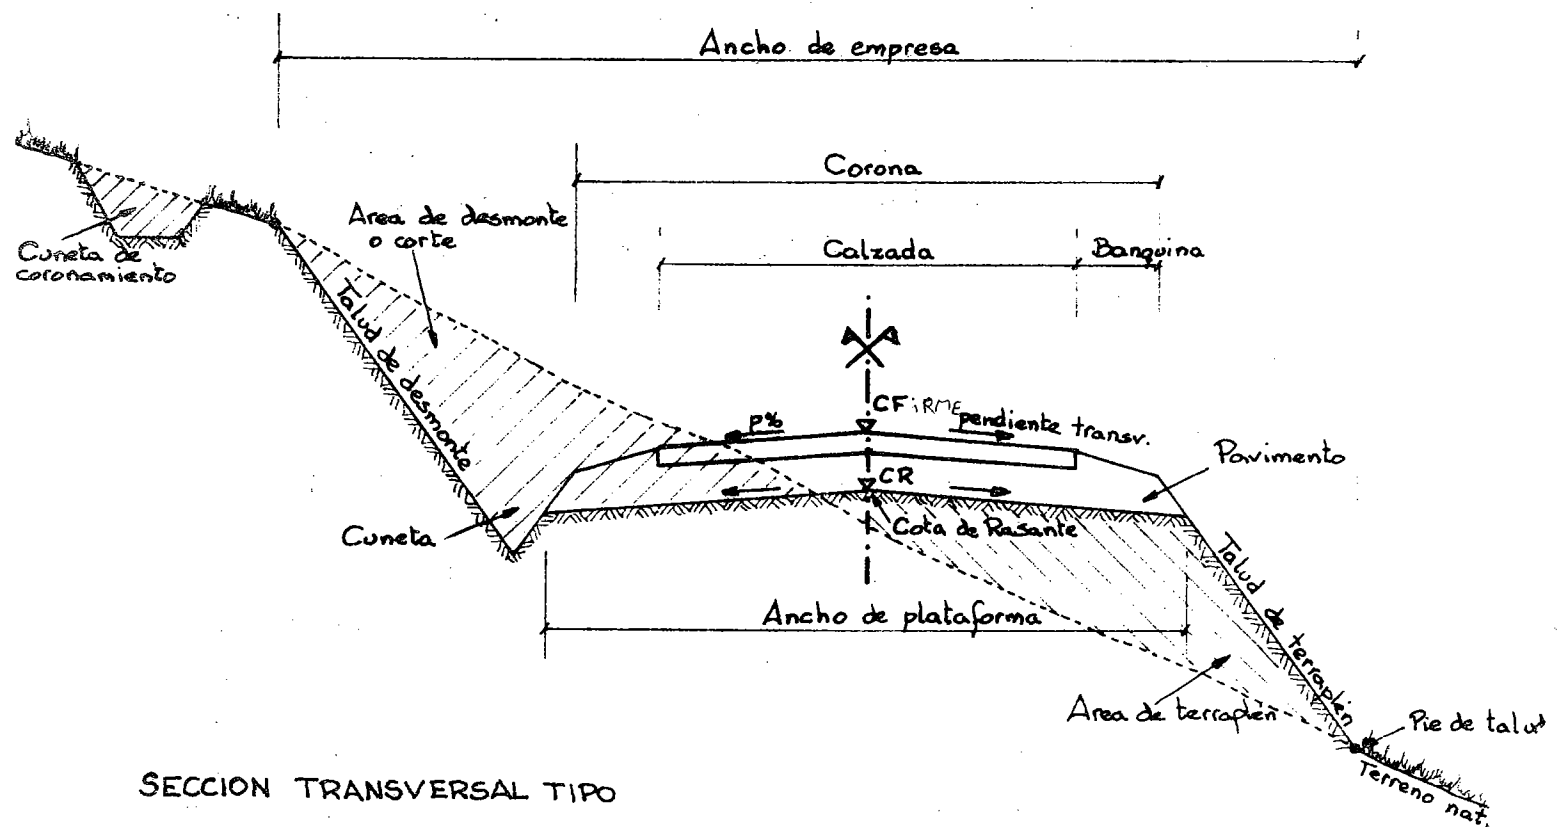 Ancho de empresa
Corona
Area de desmonte
o corte
Cuneta de
coronamiento
Calzada
Banquina
Talud de desmonte
CFiRME
p%
pendiente transv.
Pavimento
CR
Cuneta
Cota de Rasante
Talud de terraplén
Ancho de plataforma
Area de terraplén
Pie de talud
Terreno nat.
SECCION TRANSVERSAL TIPO